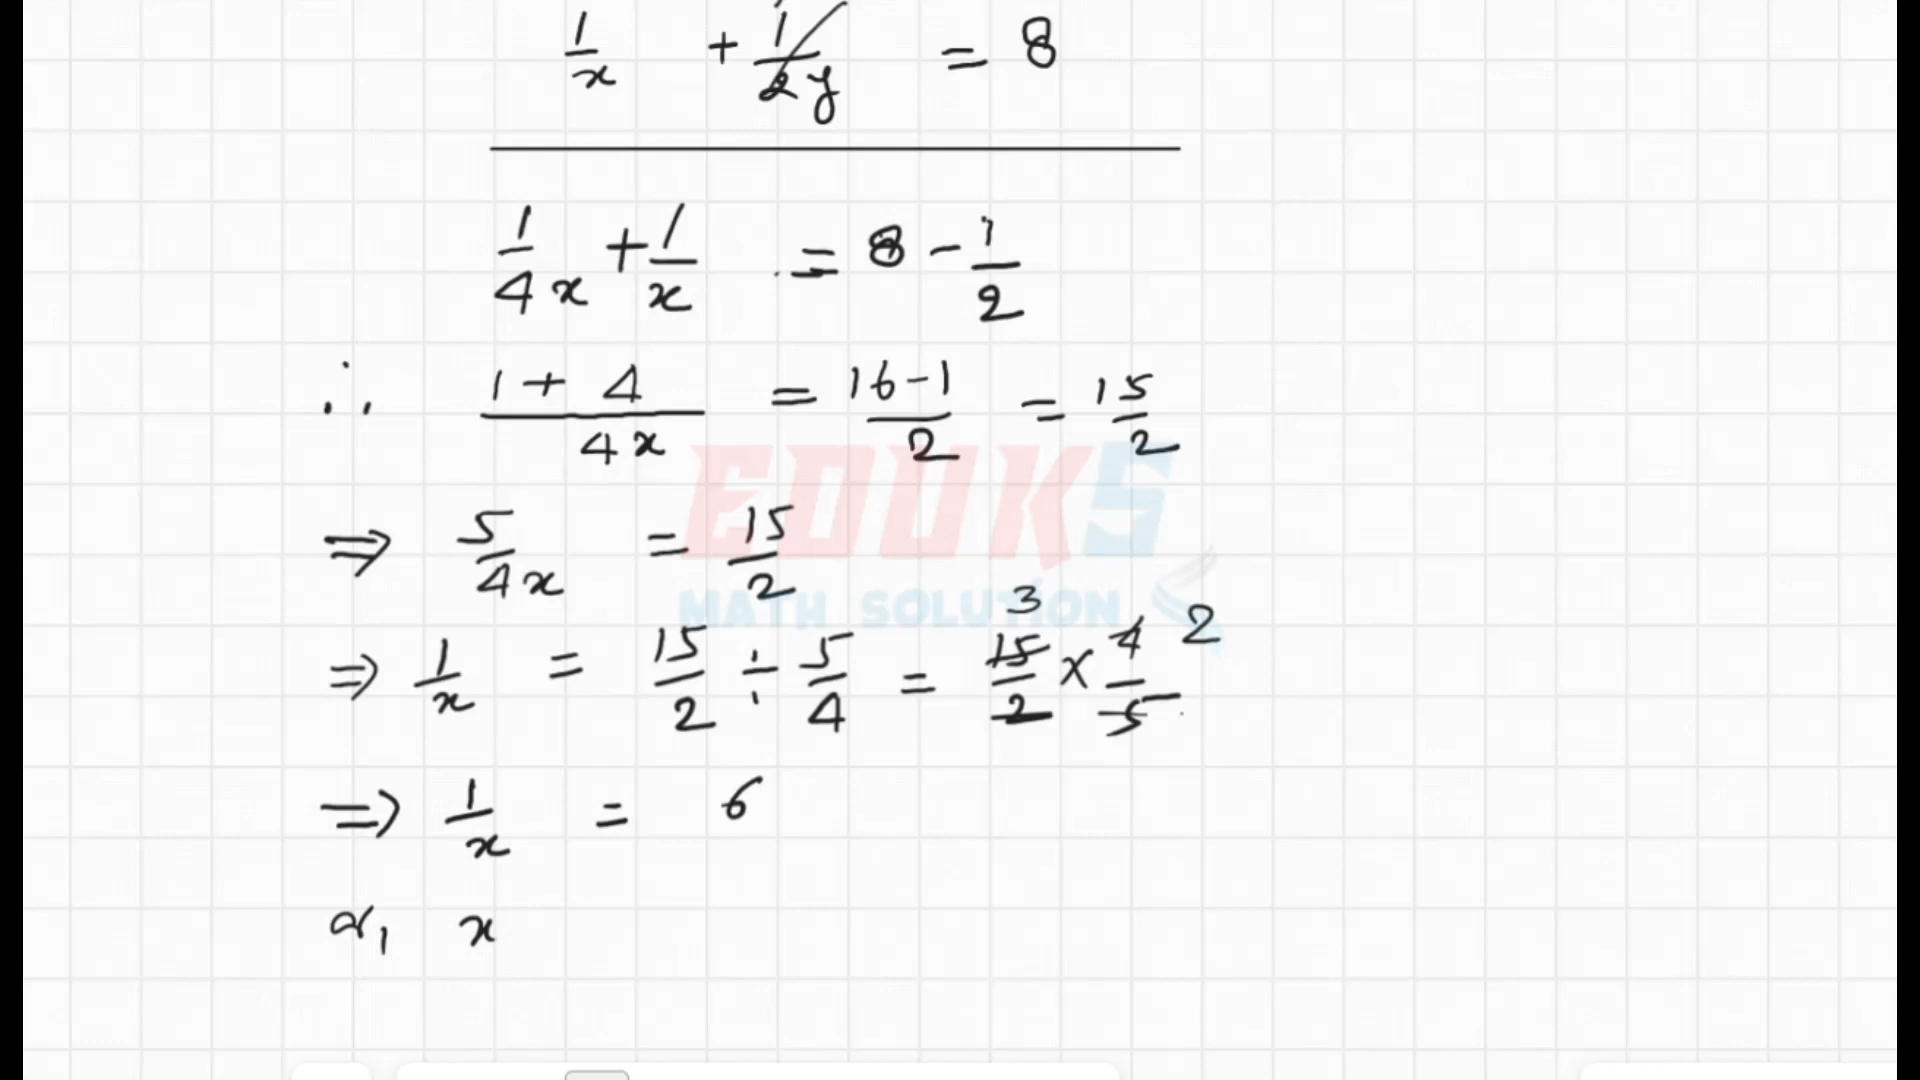 1/x + 1/2y = 8
1/4x + 1/x = 8 - 1/2
∴ (1 + 4)/4x = (16 - 1)/2 = 15/2
⇒ 5/4x = 15/2
⇒ 1/x = 15/2 ÷ 5/4 = 15/2 × 4/5 3 2
⇒ 1/x = 6
or, x
EDUKS
MATH SOLUTION